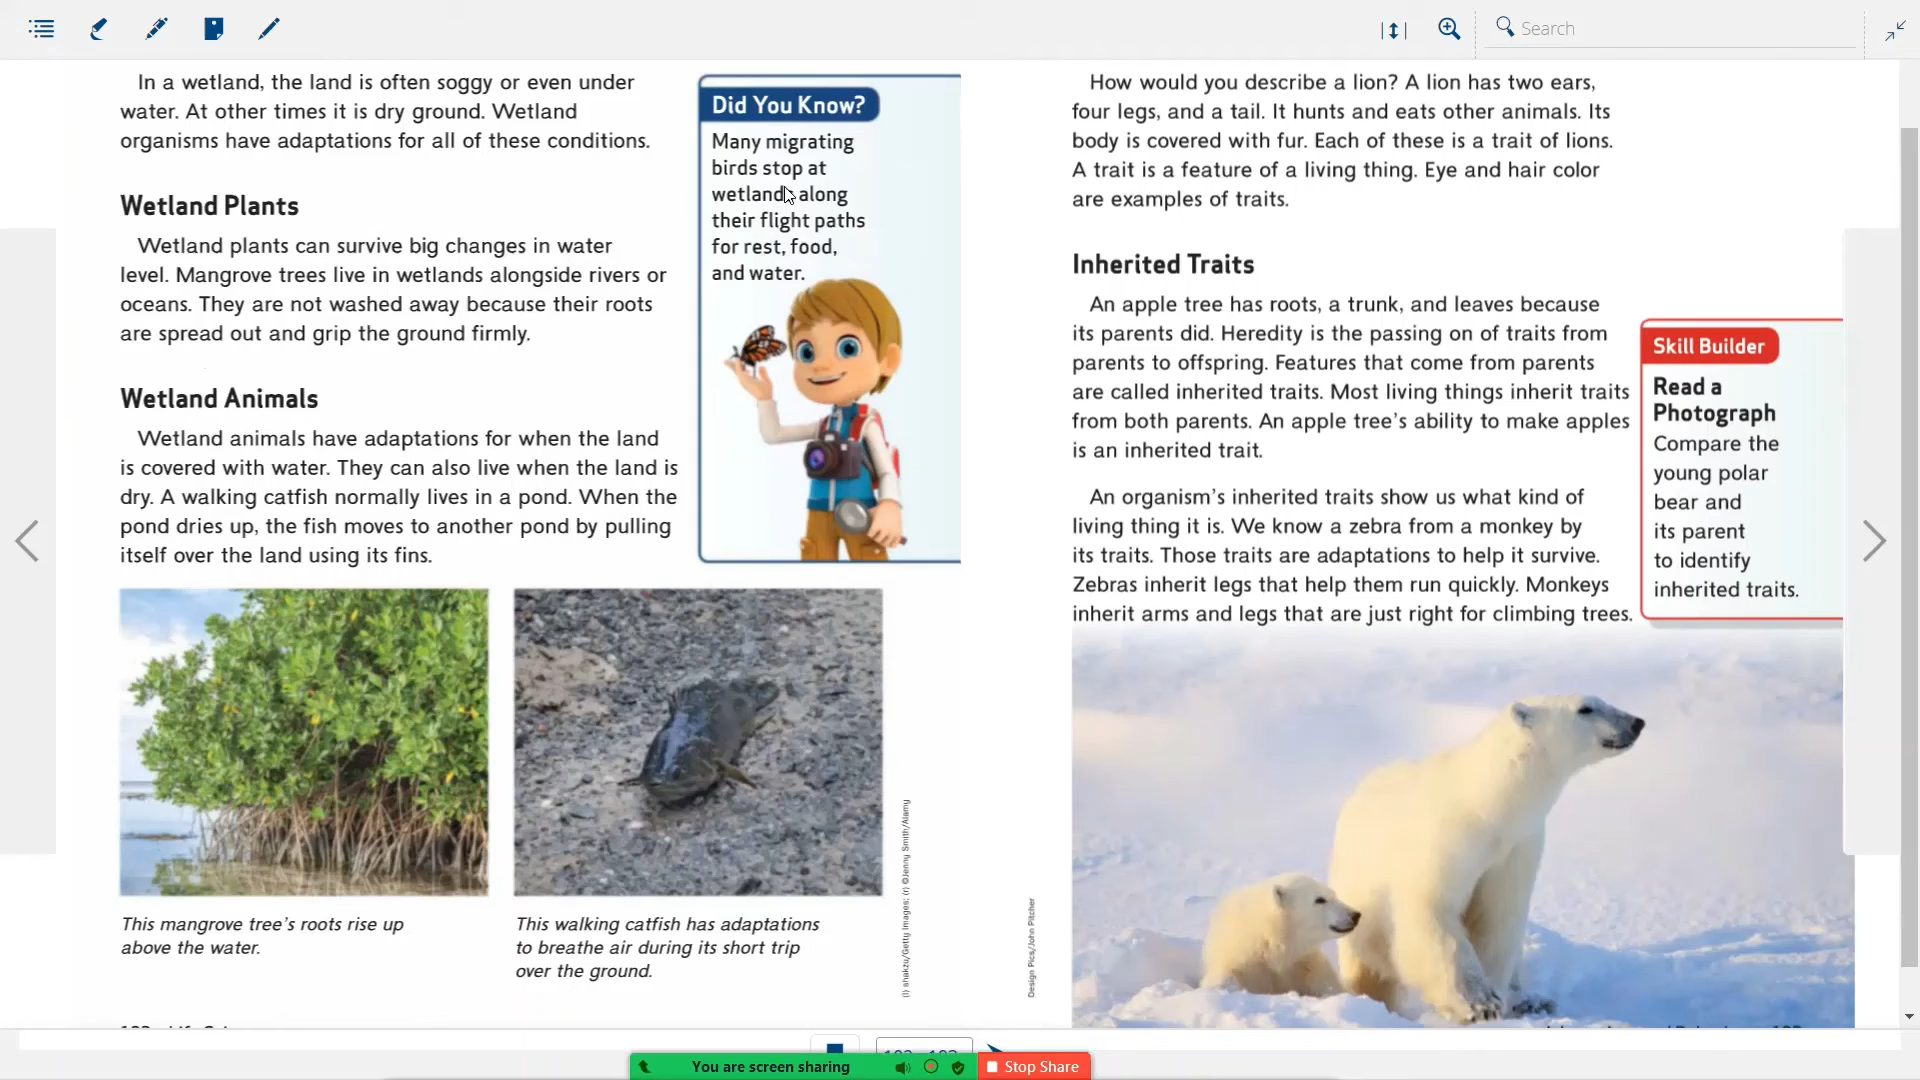 Search
In a wetland, the land is often soggy or even under
water. At other times it is dry ground. Wetland
organisms have adaptations for all of these conditions.
Wetland Plants
Wetland plants can survive big changes in water
level. Mangrove trees live in wetlands alongside rivers or
oceans. They are not washed away because their roots
are spread out and grip the ground firmly.
Wetland Animals
Wetland animals have adaptations for when the land
is covered with water. They can also live when the land is
dry. A walking catfish normally lives in a pond. When the
pond dries up, the fish moves to another pond by pulling
itself over the land using its fins.
Did You Know?
Many migrating
birds stop at
wetlands along
their flight paths
for rest, food,
and water.
This mangrove tree's roots rise up
above the water.
This walking catfish has adaptations
to breathe air during its short trip
over the ground.
(l) shakzu/Getty Images; (r) ©Jenny Smith/Alamy
How would you describe a lion? A lion has two ears,
four legs, and a tail. It hunts and eats other animals. Its
body is covered with fur. Each of these is a trait of lions.
A trait is a feature of a living thing. Eye and hair color
are examples of traits.
Inherited Traits
An apple tree has roots, a trunk, and leaves because
its parents did. Heredity is the passing on of traits from
parents to offspring. Features that come from parents
are called inherited traits. Most living things inherit traits
from both parents. An apple tree's ability to make apples
is an inherited trait.
An organism's inherited traits show us what kind of
living thing it is. We know a zebra from a monkey by
its traits. Those traits are adaptations to help it survive.
Zebras inherit legs that help them run quickly. Monkeys
inherit arms and legs that are just right for climbing trees.
Skill Builder
Read a
Photograph
Compare the
young polar
bear and
its parent
to identify
inherited traits.
Design Pics/John Pitcher
You are screen sharing
Stop Share